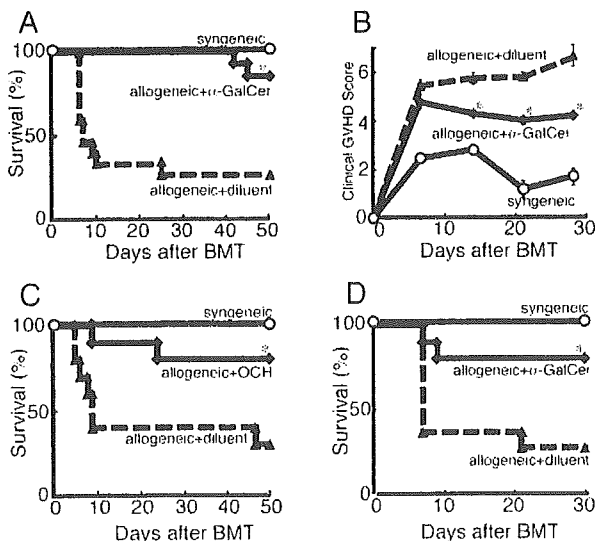 A
Survival (%)
100
50
0
syngeneic
*
allogeneic+α-GalCer
allogeneic+diluent
0 10 20 30 40 50
Days after BMT
B
Clinical GVHD Score
6
4
2
0
allogeneic+diluent
* * *
allogeneic+α-GalCer
syngeneic
0 10 20 30
Days after BMT
C
Survival (%)
100
50
0
syngeneic
*
allogeneic+OCH
allogeneic+diluent
0 10 20 30 40 50
Days after BMT
D
Survival (%)
100
50
0
syngeneic
*
allogeneic+α-GalCer
allogeneic+diluent
0 10 20 30
Days after BMT